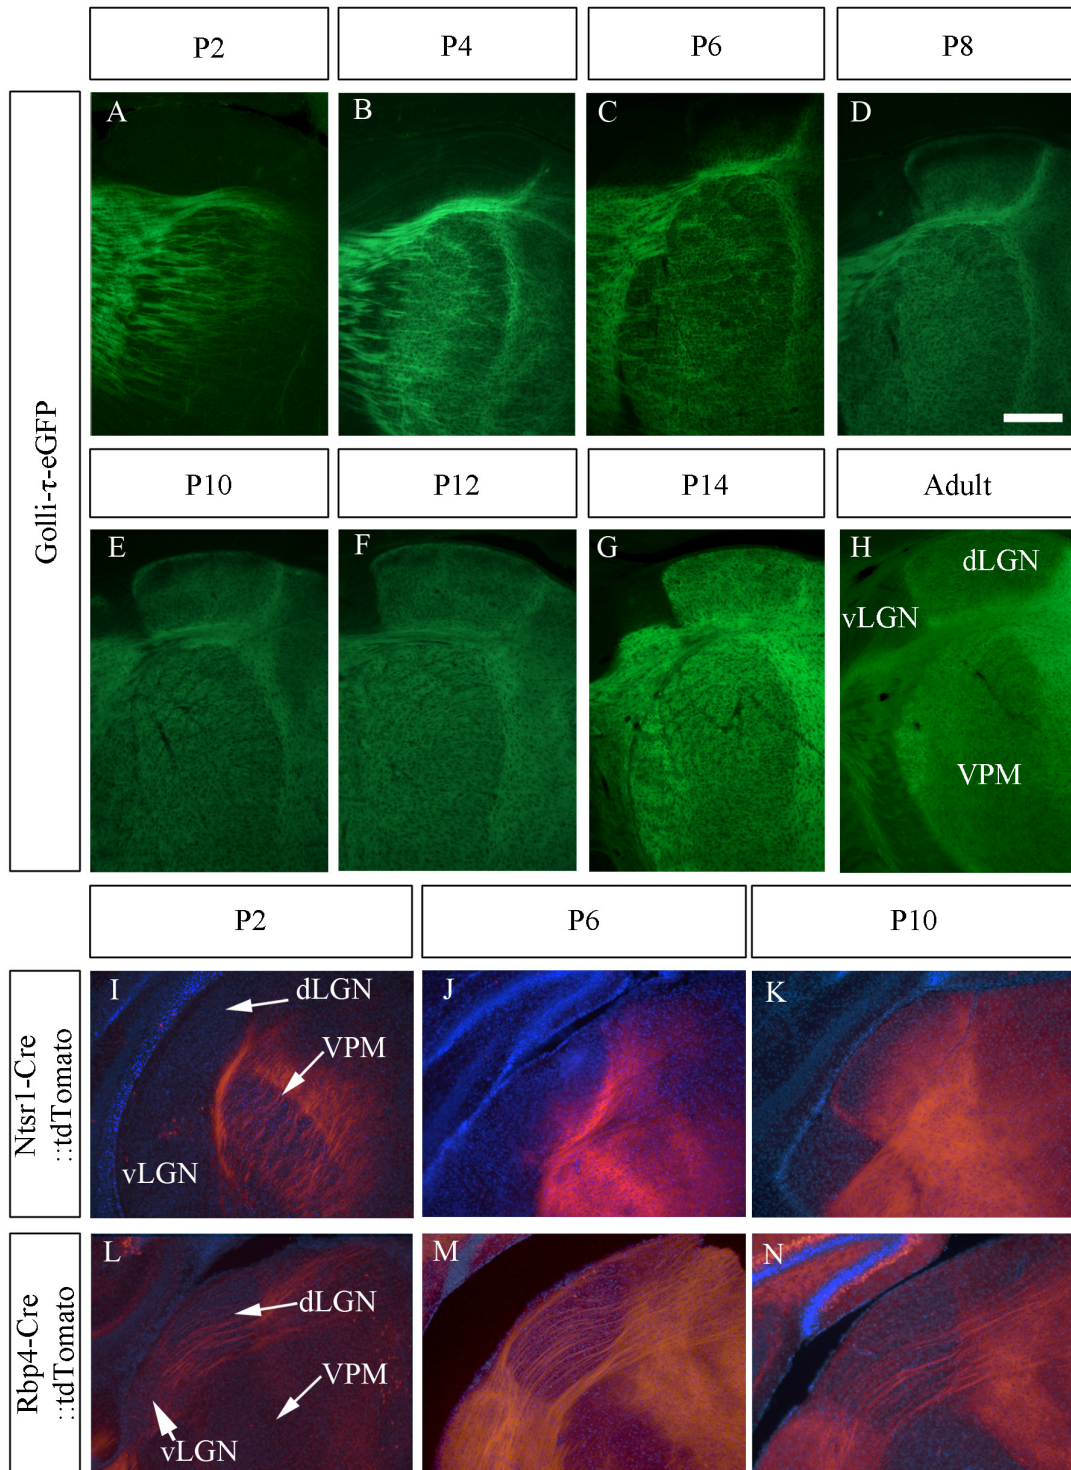 P2
P4
P6
P8
Golli-τ-eGFP
A
B
C
D
P10
P12
P14
Adult
E
F
G
H
dLGN
vLGN
VPM
P2
P6
P10
Ntsr1-Cre
::tdTomato
I
dLGN
VPM
vLGN
J
K
Rbp4-Cre
::tdTomato
L
dLGN
VPM
vLGN
M
N